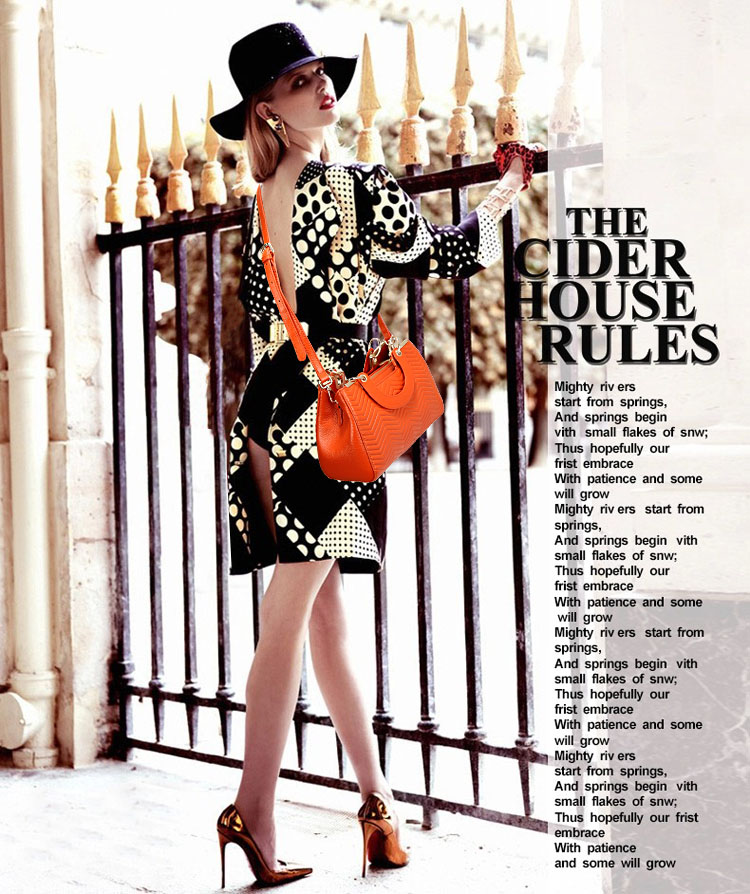 THE
CIDER
HOUSE
RULES
Mighty riv ers
start from springs,
And springs begin
vith small flakes of snw;
Thus hopefully our
frist embrace
With patience and some
will grow
Mighty riv ers start from
springs,
And springs begin vith
small flakes of snw;
Thus hopefully our
frist embrace
With patience and some
will grow
Mighty riv ers start from
springs,
And springs begin vith
small flakes of snw;
Thus hopefully our
frist embrace
With patience and some
will grow
Mighty riv ers
start from springs,
And springs begin vith
small flakes of snw;
Thus hopefully our frist
embrace
With patience
and some will grow